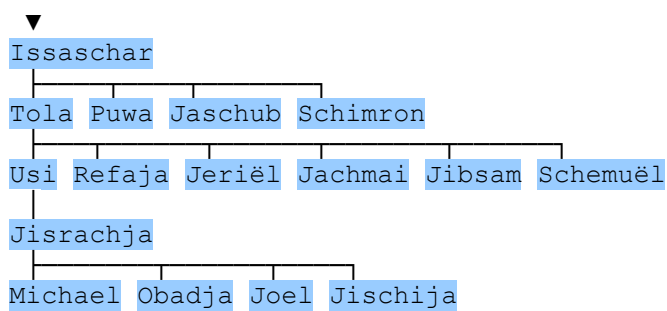 Issaschar
Tola Puwa Jaschub Schimron
Usi Refaja Jeriël Jachmai Jibsam Schemuël
Jisrachja
Michael Obadja Joel Jischija